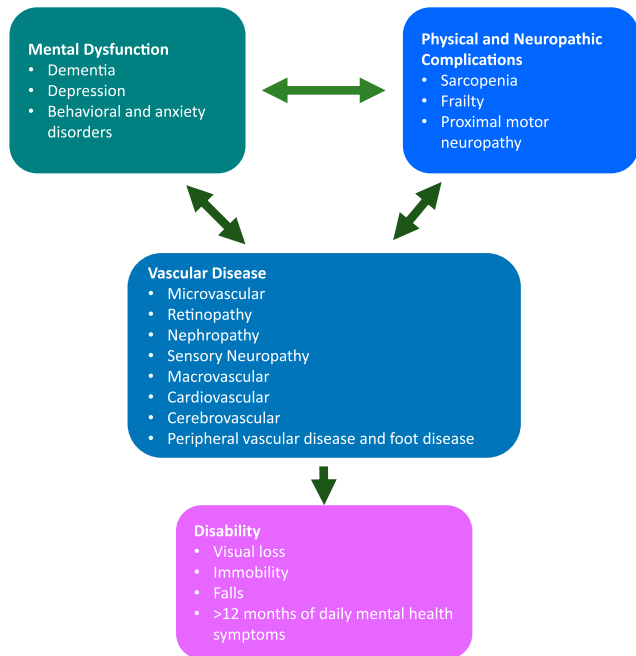 Mental Dysfunction
• Dementia
• Depression
• Behavioral and anxiety
disorders
Physical and Neuropathic
Complications
• Sarcopenia
• Frailty
• Proximal motor
neuropathy
Vascular Disease
• Microvascular
• Retinopathy
• Nephropathy
• Sensory Neuropathy
• Macrovascular
• Cardiovascular
• Cerebrovascular
• Peripheral vascular disease and foot disease
Disability
• Visual loss
• Immobility
• Falls
• >12 months of daily mental health
symptoms